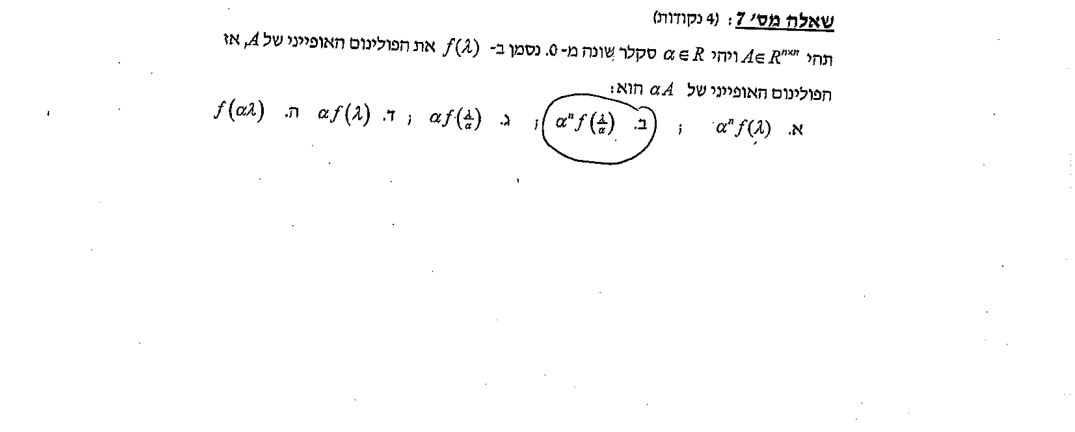 שאלה מס' 7 : (4 נקודות)
תהי A∈R^{n×n} ויהי α∈R סקלר שונה מ-0. נסמן ב- f(λ) את הפולינום האופייני של A, אז
הפולינום האופייני של αA הוא:
א. α^n f(λ) ; ב. α^n f(λ/α) ; ג. αf(λ/α) ; ד. αf(λ) ה. f(αλ)